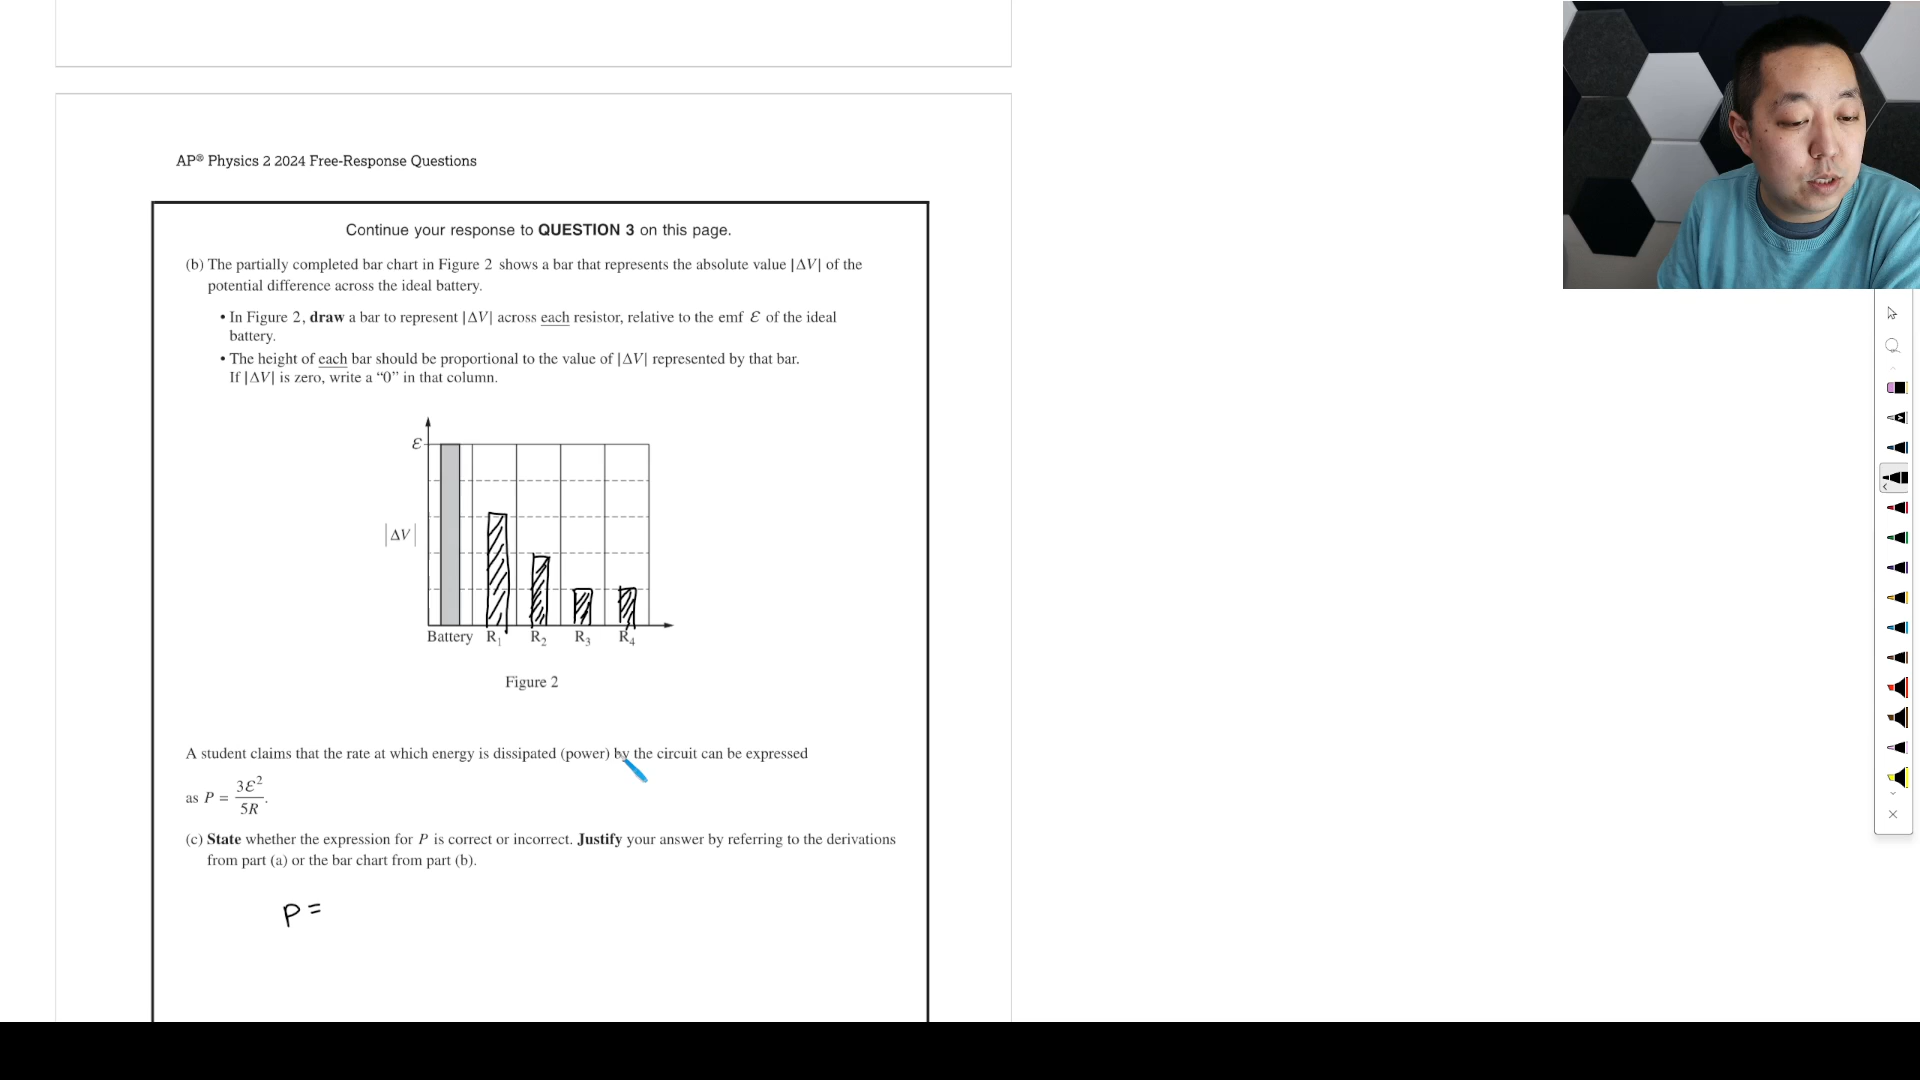 AP® Physics 2 2024 Free-Response Questions
Continue your response to QUESTION 3 on this page.
(b) The partially completed bar chart in Figure 2 shows a bar that represents the absolute value |ΔV| of the
potential difference across the ideal battery.
• In Figure 2, draw a bar to represent |ΔV| across each resistor, relative to the emf ℰ of the ideal
battery.
• The height of each bar should be proportional to the value of |ΔV| represented by that bar.
If |ΔV| is zero, write a “0” in that column.
ℰ
|ΔV|
Battery R₁ R₂ R₃ R₄
Figure 2
A student claims that the rate at which energy is dissipated (power) by the circuit can be expressed
as P = 3ℰ²/5R.
(c) State whether the expression for P is correct or incorrect. Justify your answer by referring to the derivations
from part (a) or the bar chart from part (b).
P =